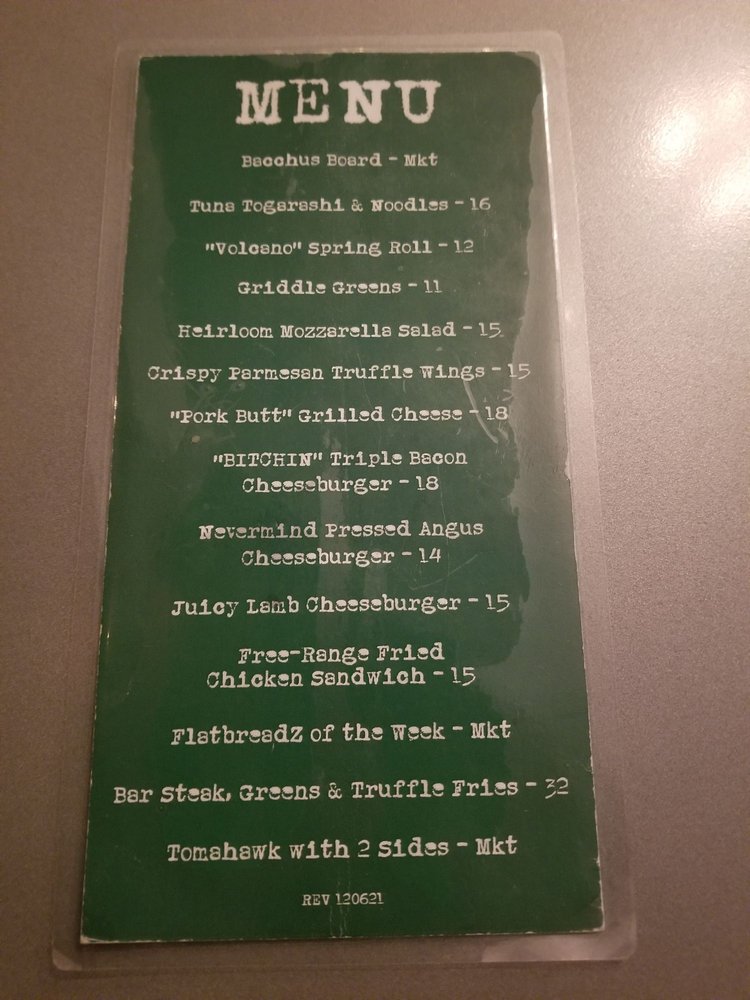 MENU
Bacchus Board - Mkt
Tuna Togarashi & Noodles - 16
"Volcano" Spring Roll - 12
Griddle Greens - 11
Heirloom Mozzarella Salad - 15
Crispy Parmesan Truffle Wings - 15
"Pork Butt" Grilled Cheese - 18
"BITCHIN" Triple Bacon
Cheeseburger - 18
Nevermind Pressed Angus
Cheeseburger - 14
Juicy Lamb Cheeseburger - 15
Free-Range Fried
Chicken Sandwich - 15
FlatbreadZ of the Week - Mkt
Bar Steak, Greens & Truffle Fries - 32
Tomahawk with 2 Sides - Mkt
REV 120621